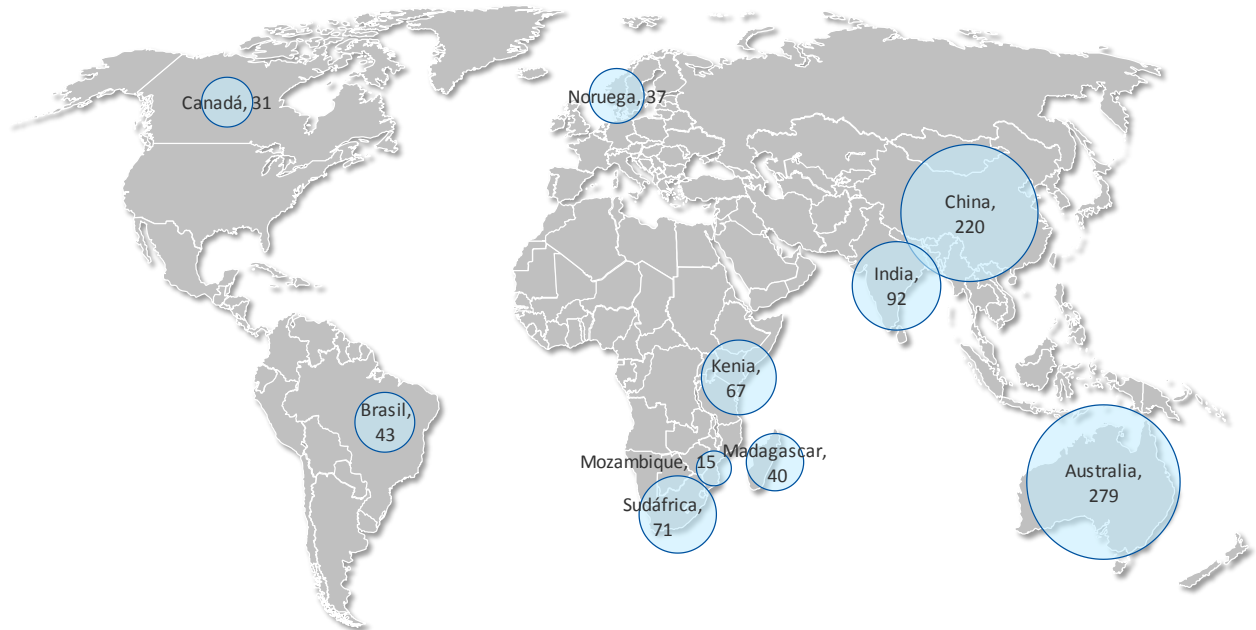 Canadá, 31
Noruega, 37
China,
220
India,
92
Kenia,
67
Brasil,
43
Mozambique, 15
Madagascar,
40
Sudáfrica,
71
Australia,
279